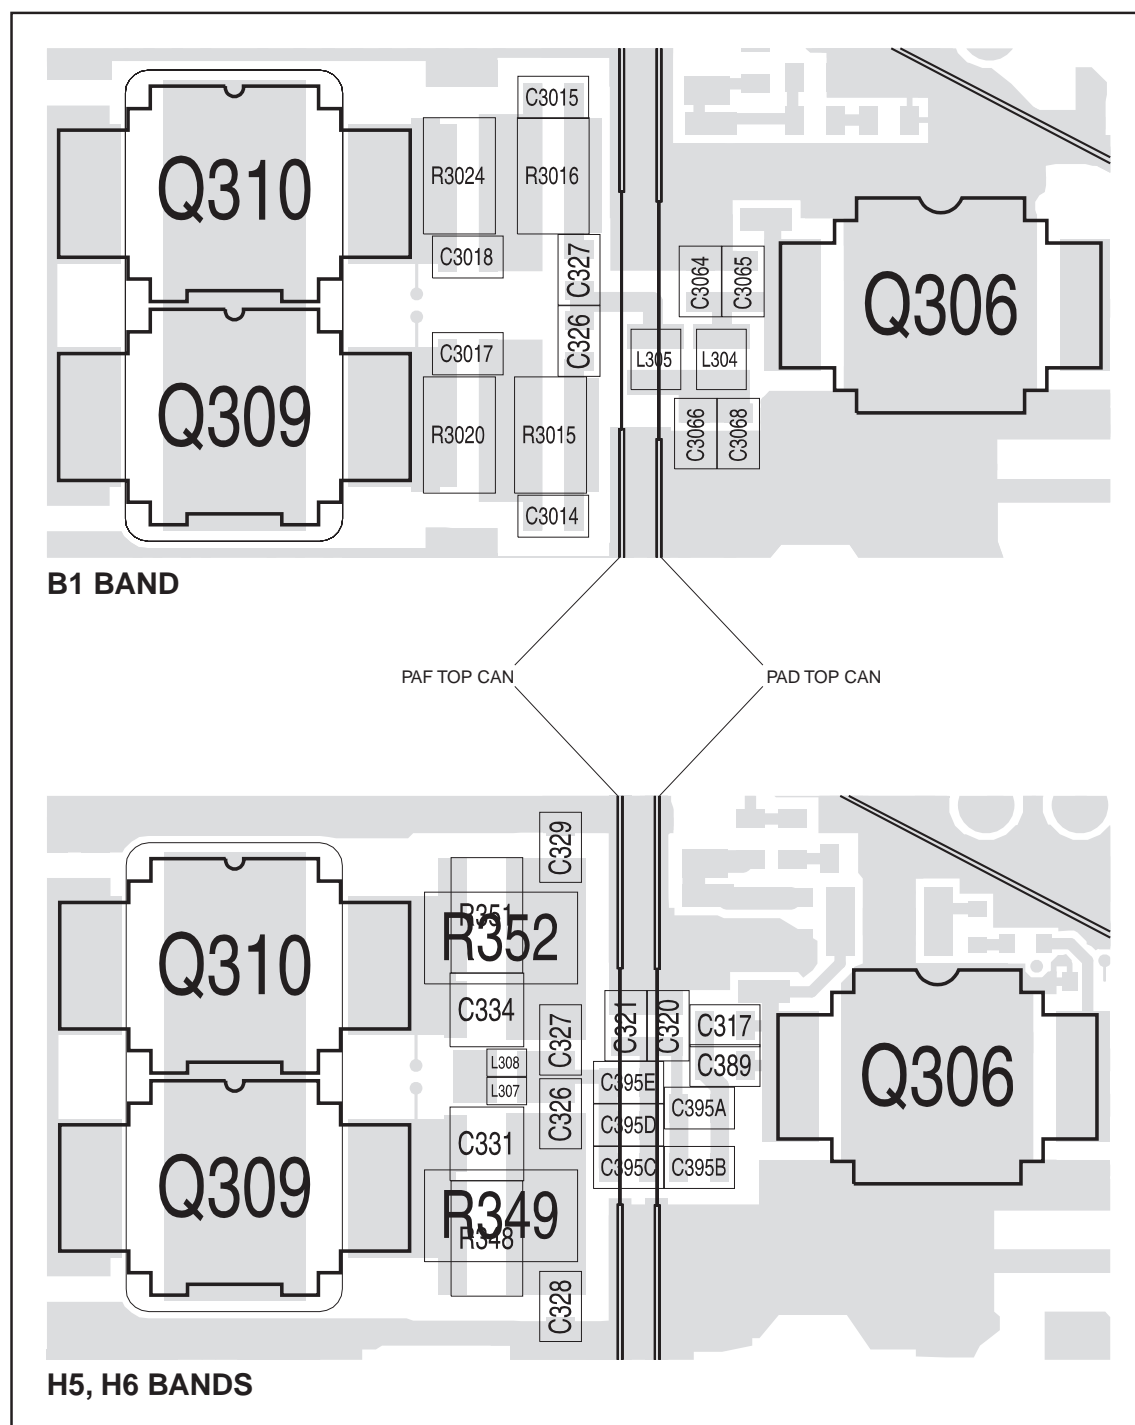 C3015
Q310
R3024
R3016
C3018
C327
C3064
C3065
Q306
C3017
C326
L305
L304
Q309
R3020
R3015
C3066
C3068
C3014
B1 BAND
PAF TOP CAN
PAD TOP CAN
C329
R351
Q310
R352
C334
C321
C320
C317
C327
L308
C389
C395E
Q306
L307
C326
C395A
C395D
C331
C395C
C395B
Q309
R349
R348
C328
H5, H6 BANDS